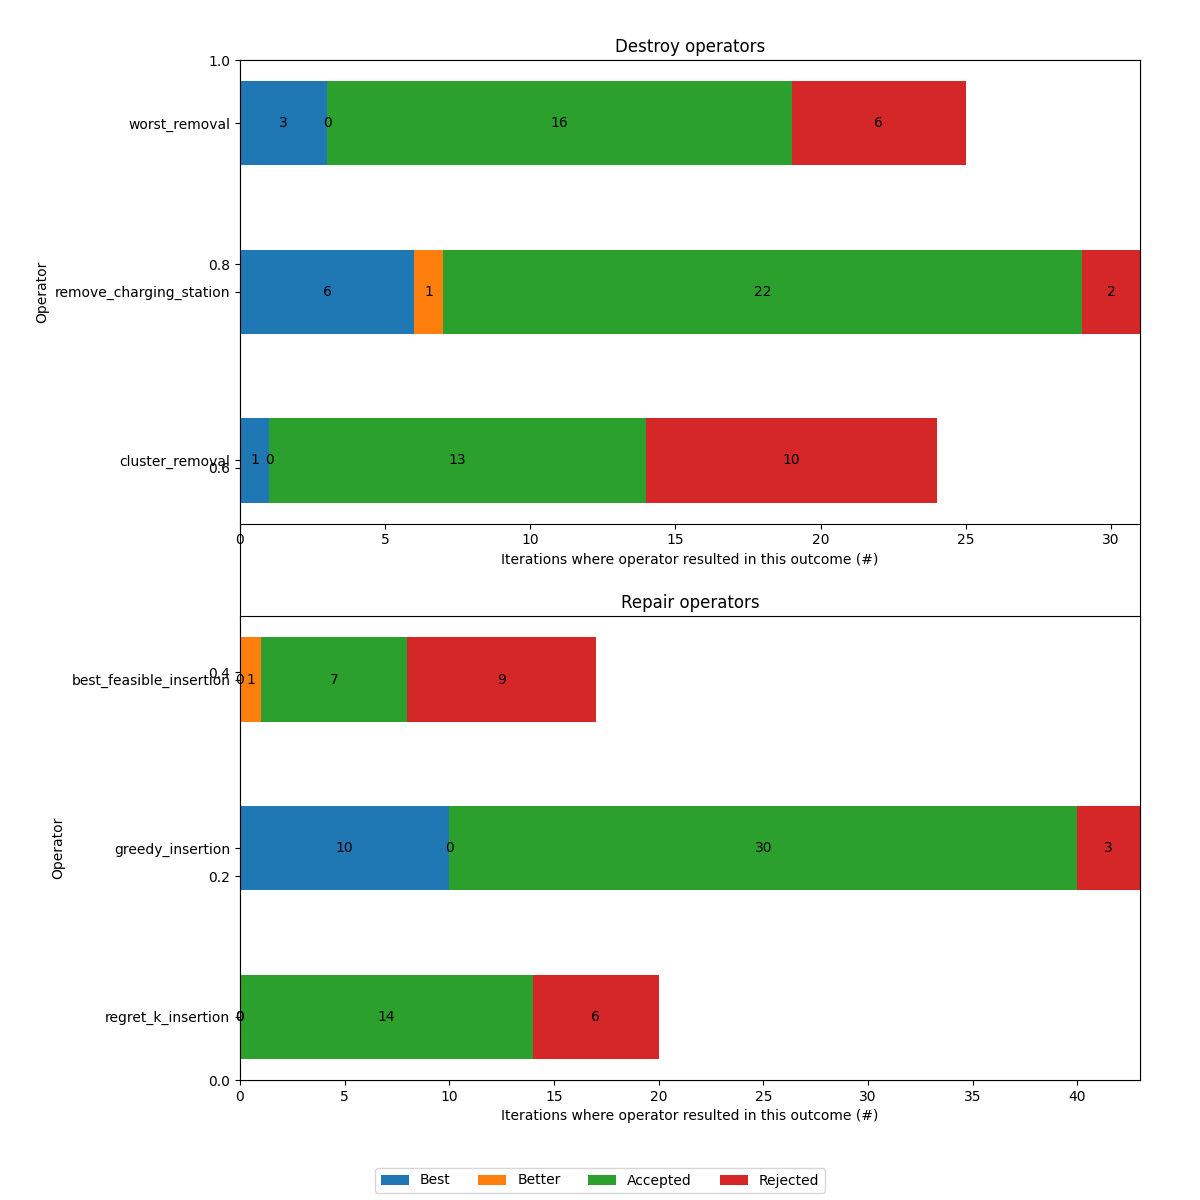 Destroy operators
1.0
worst_removal 3 0 16 6
0.8
Operator
remove_charging_station 6 1 22 2
cluster_removal 1 0 13 10
0.6
0 5 10 15 20 25 30
Iterations where operator resulted in this outcome (#)
Repair operators
0.4
best_feasible_insertion 0 1 7 9
Operator
greedy_insertion 10 0 30 3
0.2
regret_k_insertion 0 0 14 6
0.0
0 5 10 15 20 25 30 35 40
Iterations where operator resulted in this outcome (#)
Best Better Accepted Rejected